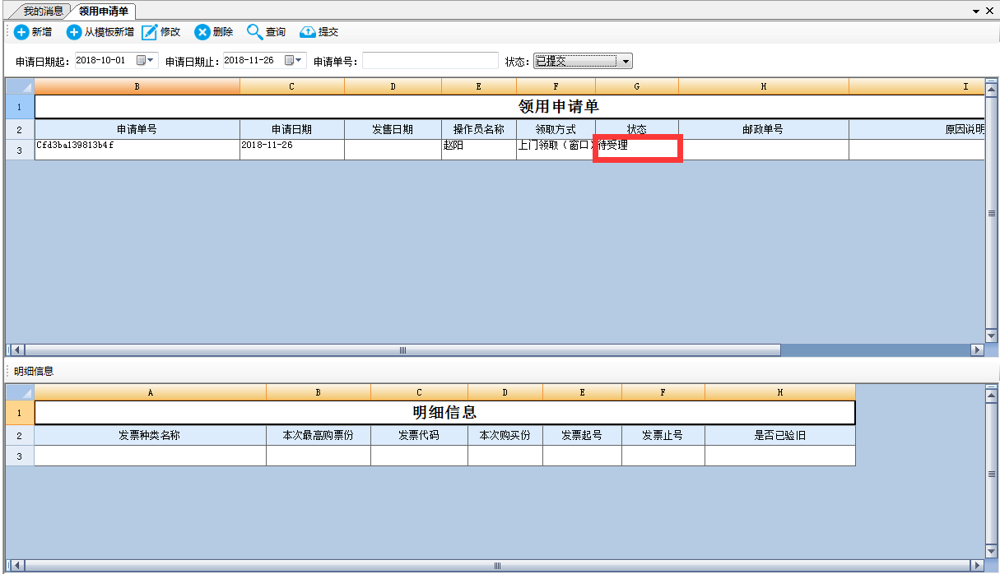 我的消息 领用申请单
新增 从模板新增 修改 删除 查询 提交
申请日期起: 2018-10-01 申请日期止: 2018-11-26 申请单号: 状态: 已提交
B C D E F G H I
1 领用申请单
2 申请单号 申请日期 发售日期 操作员名称 领取方式 状态 邮政单号 原因说明
3 Cfd3ba139813b4f 2018-11-26 赵阳 上门领取（窗口） 待受理
明细信息
A B C D E F H
1 明细信息
2 发票种类名称 本次最高购票份 发票代码 本次购买份 发票起号 发票止号 是否已验旧
3